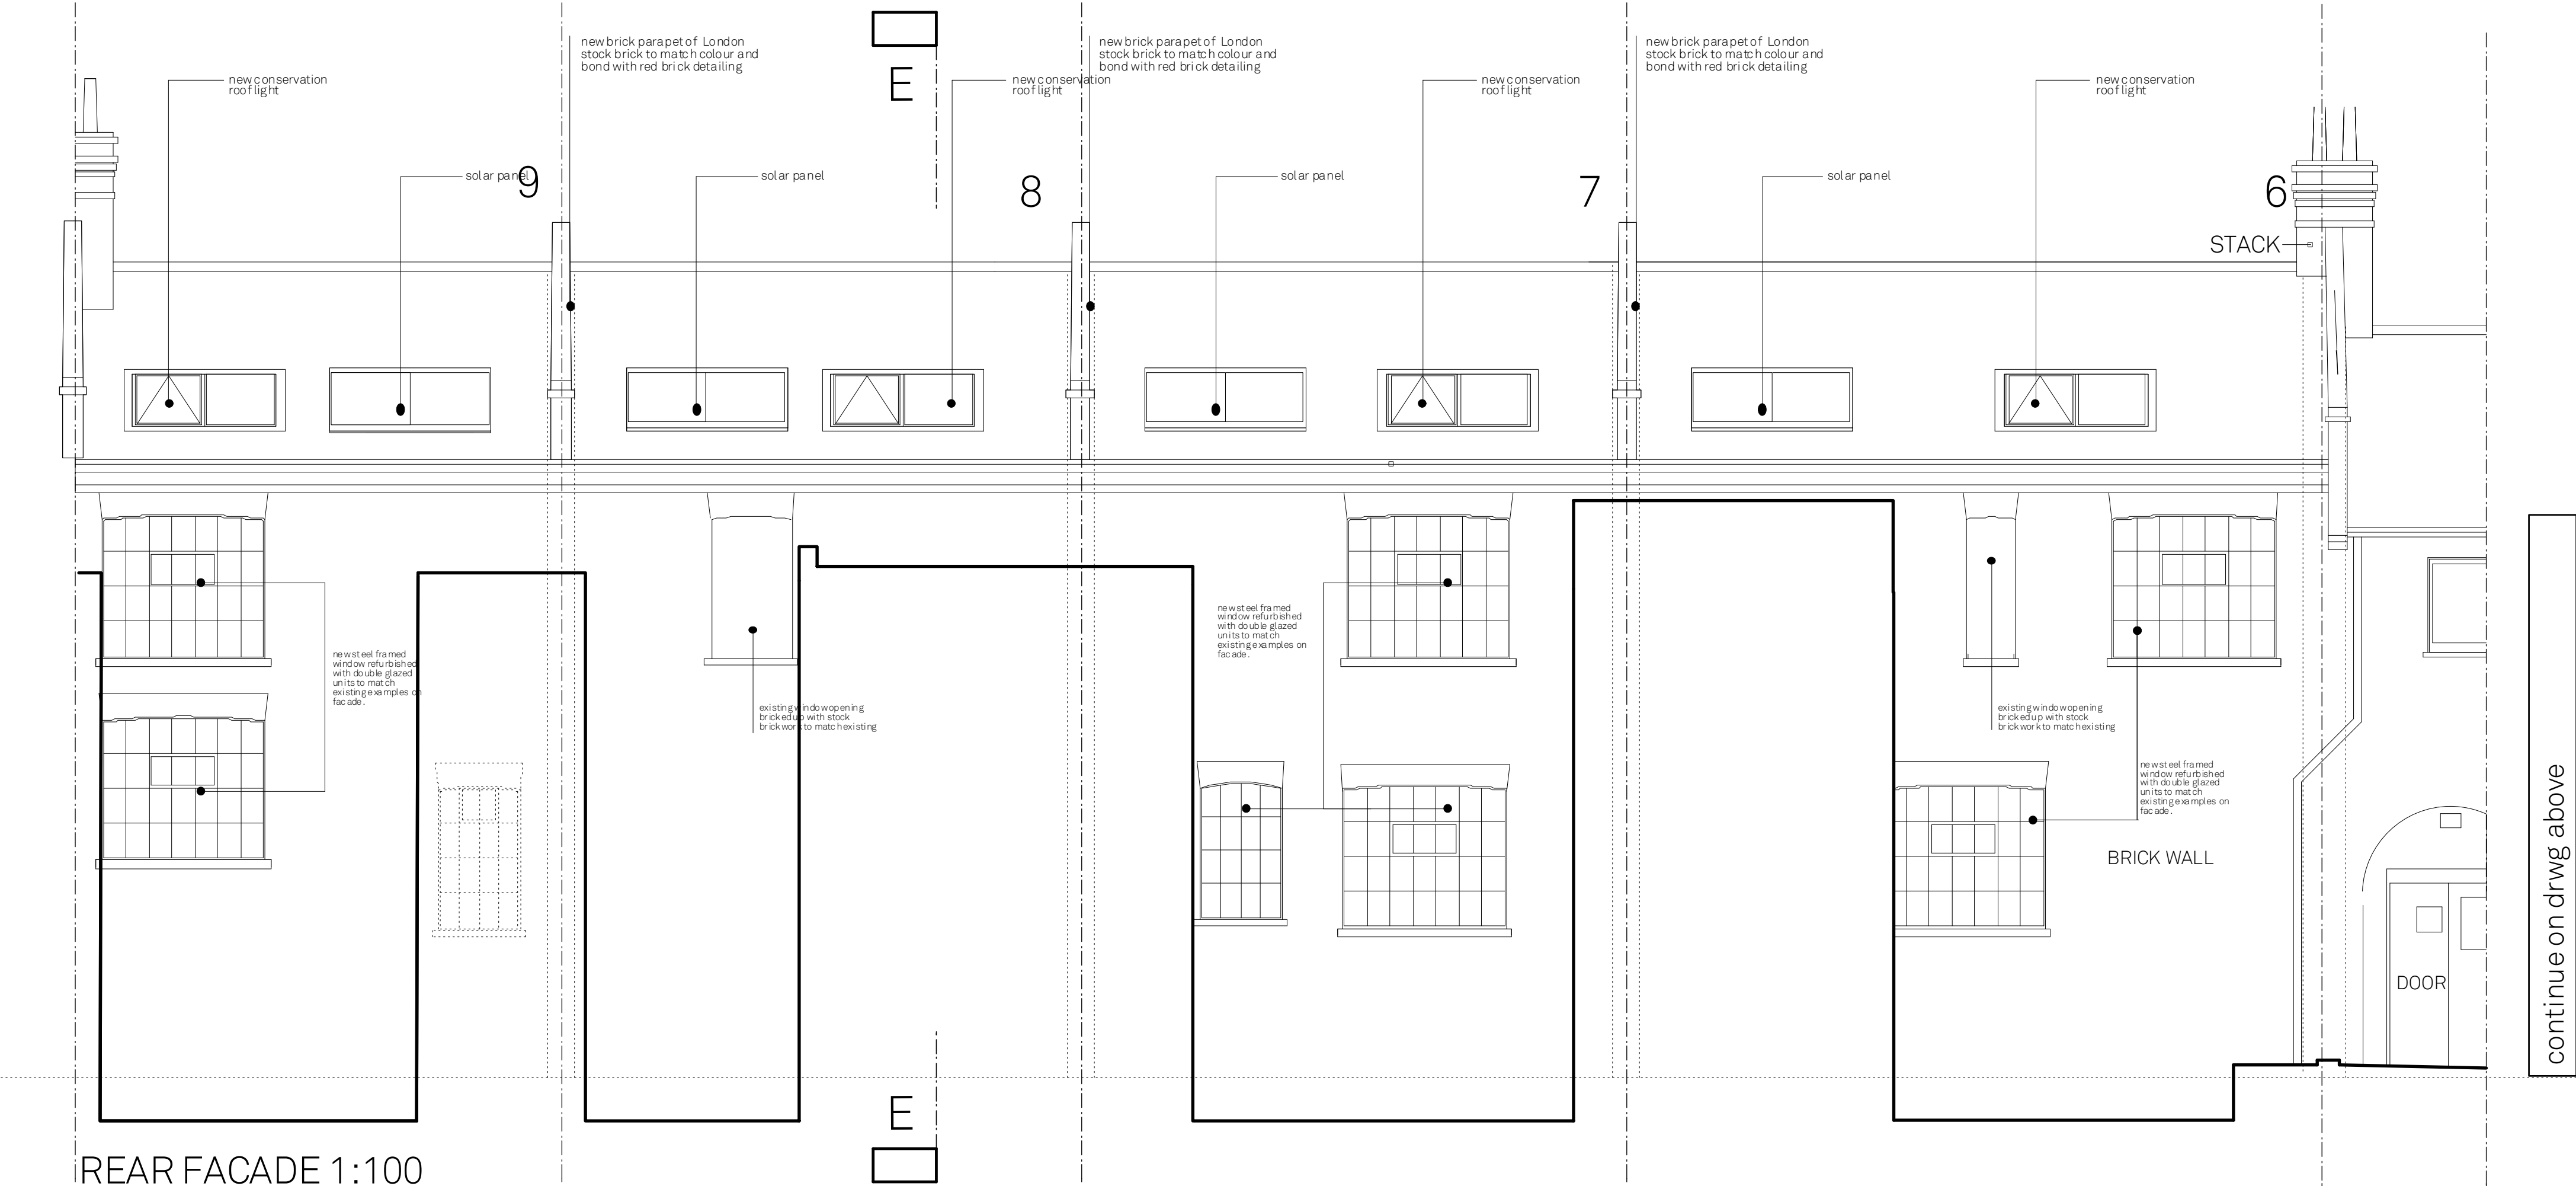 new brick parapet of London
stock brick to match colour and
bond with red brick detailing
new brick parapet of London
stock brick to match colour and
bond with red brick detailing
new brick parapet of London
stock brick to match colour and
bond with red brick detailing
new conservation
rooflight
E
new conservation
rooflight
new conservation
rooflight
new conservation
rooflight
solar panel
9
solar panel
8
solar panel
7
solar panel
6
STACK
new steel framed
window refurbished
with double glazed
units to match
existing examples on
facade.
existing window opening
bricked up with stock
brickwork to match existing
new steel framed
window refurbished
with double glazed
units to match
existing examples on
facade.
existing window opening
bricked up with stock
brickwork to match existing
new steel framed
window refurbished
with double glazed
units to match
existing examples on
facade.
BRICK WALL
DOOR
continue on drwg above
E
REAR FACADE 1:100